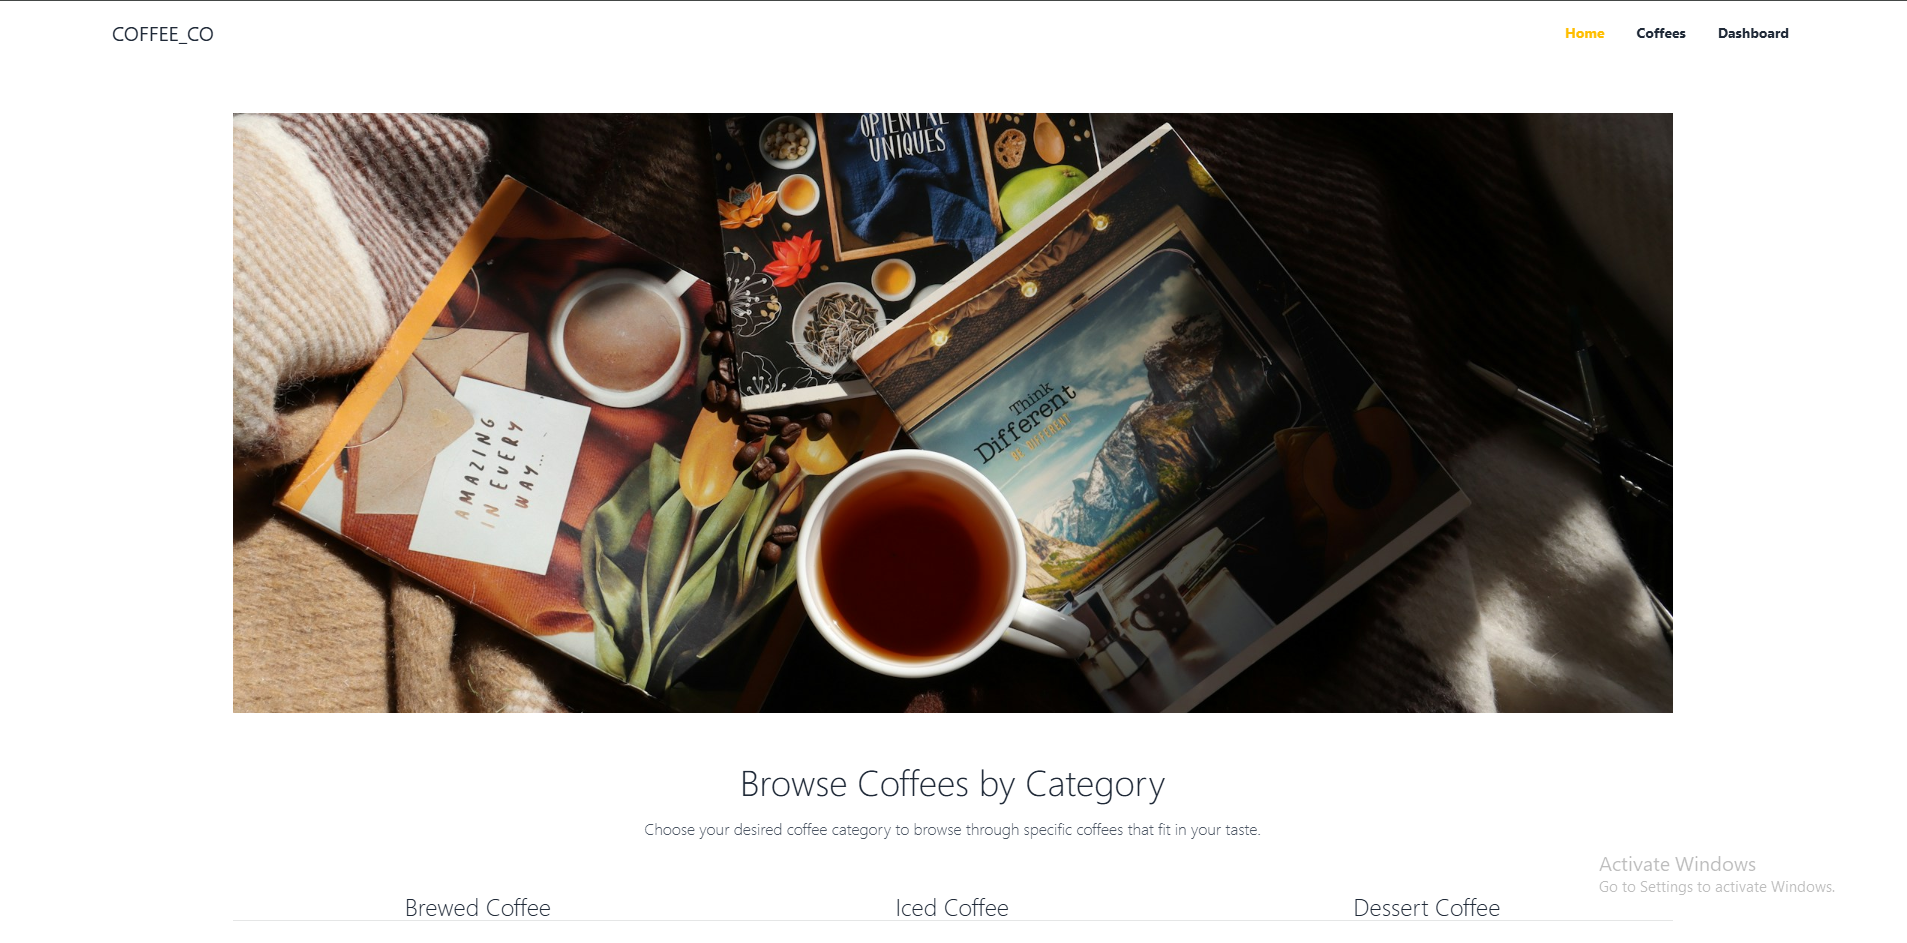 COFFEE_CO
Home
Coffees
Dashboard
ORIENTAL
UNIQUES
Think
Different
BE DIFFERENT
AMAZING
IN EVERY
WAY...
Browse Coffees by Category
Choose your desired coffee category to browse through specific coffees that fit in your taste.
Activate Windows
Go to Settings to activate Windows.
Brewed Coffee
Iced Coffee
Dessert Coffee